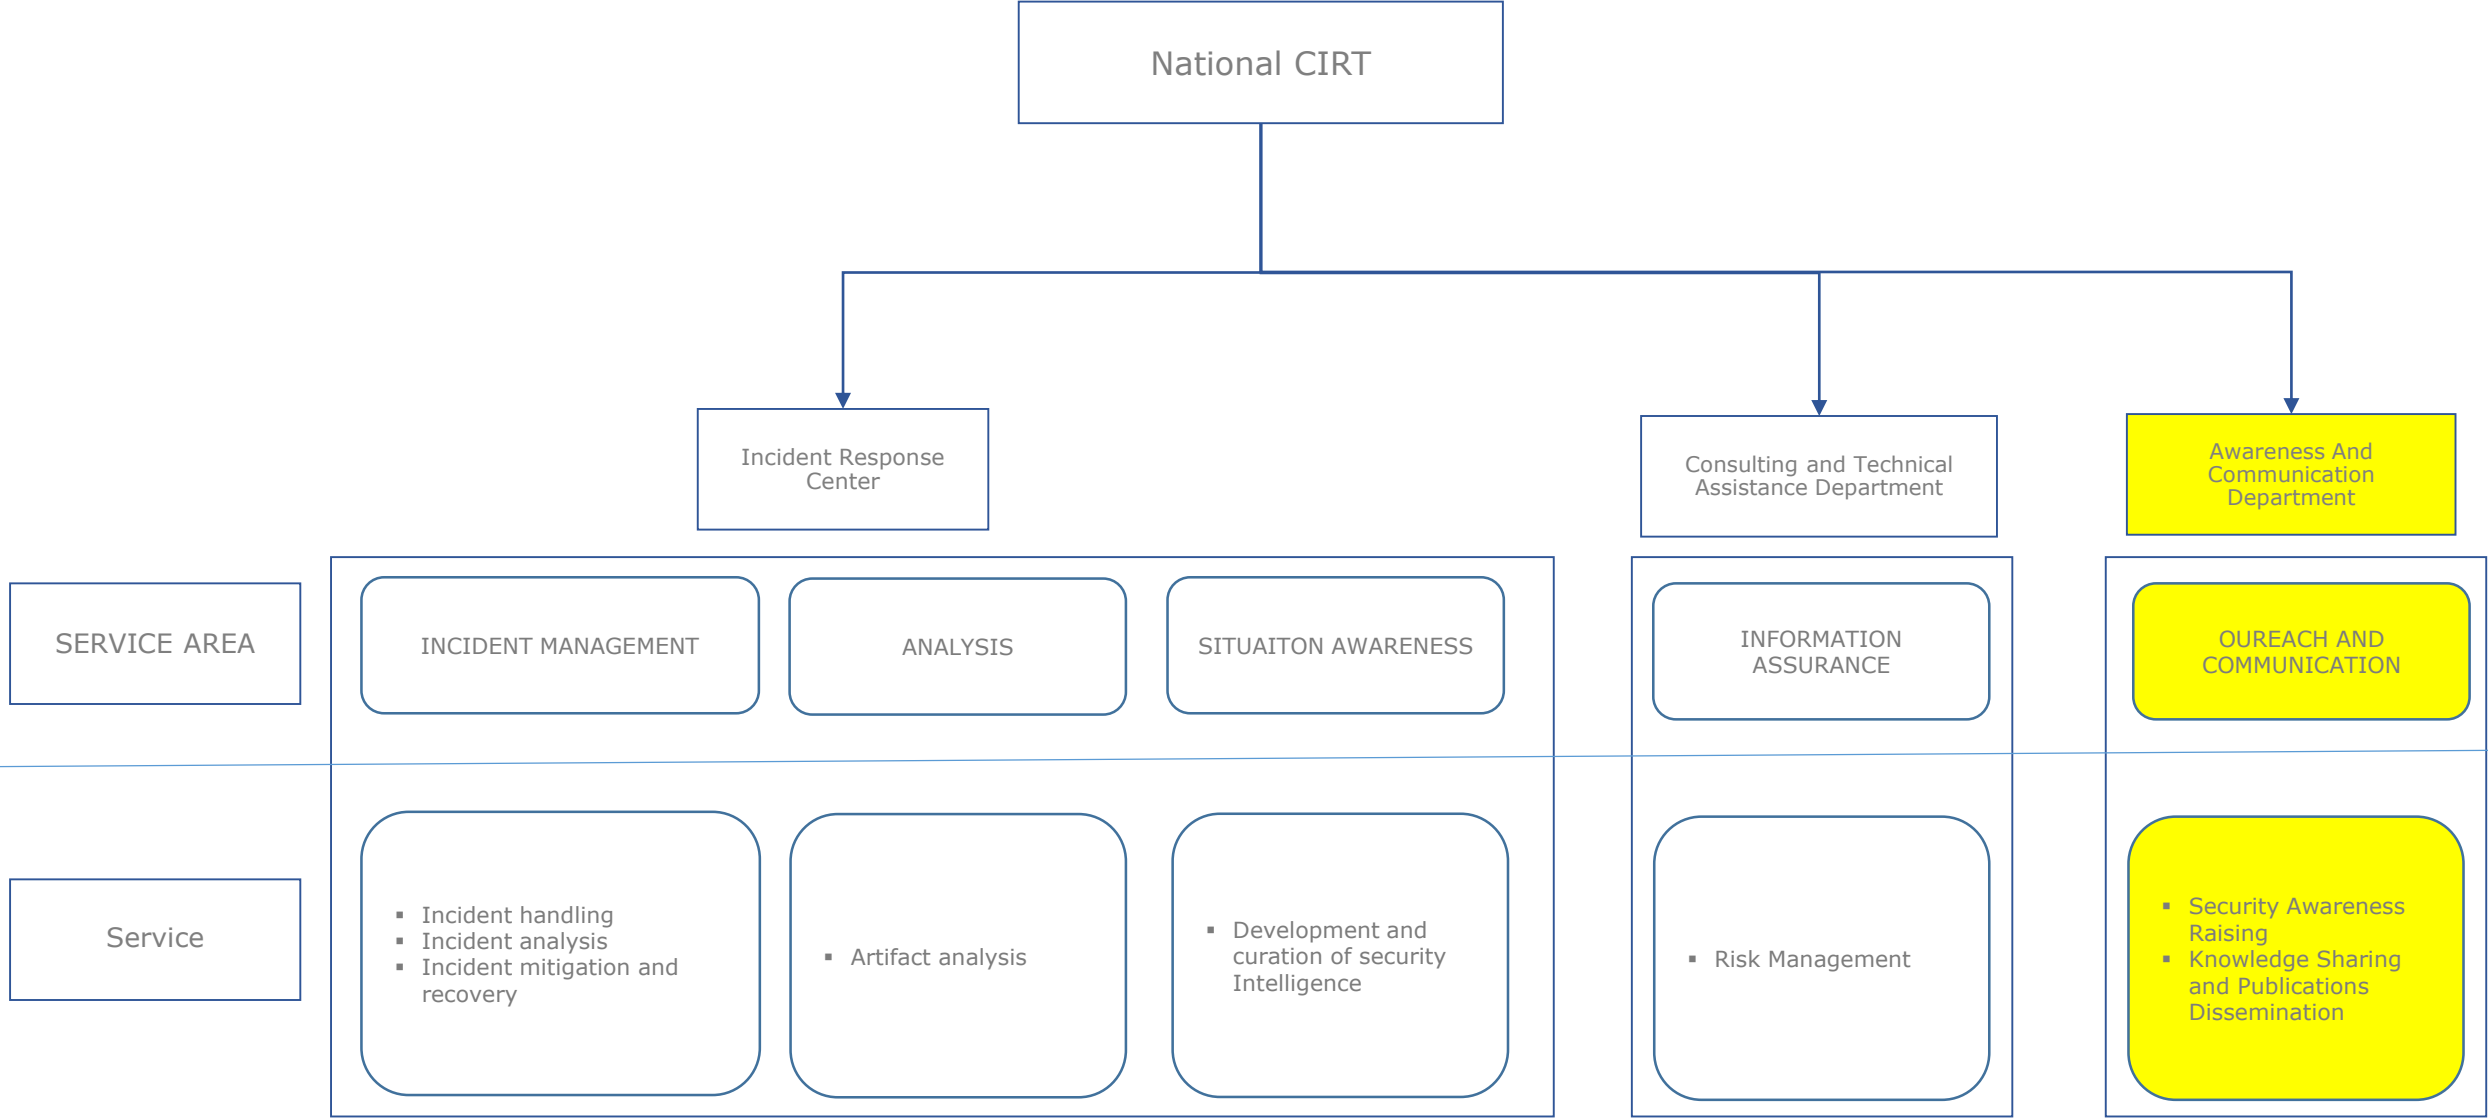 National CIRT
Incident Response
Center
Consulting and Technical
Assistance Department
Awareness And
Communication
Department
SERVICE AREA
INCIDENT MANAGEMENT
ANALYSIS
SITUAITON AWARENESS
INFORMATION
ASSURANCE
OUREACH AND
COMMUNICATION
Service
▪ Incident handling
▪ Incident analysis
▪ Incident mitigation and
recovery
▪ Artifact analysis
▪ Development and
curation of security
Intelligence
▪ Risk Management
▪ Security Awareness
Raising
▪ Knowledge Sharing
and Publications
Dissemination